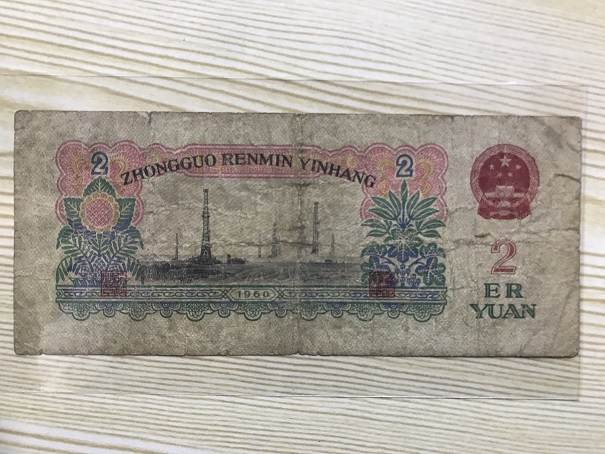 2 2
ZHONGGUO RENMIN YINHANG
2
ER
YUAN
1960